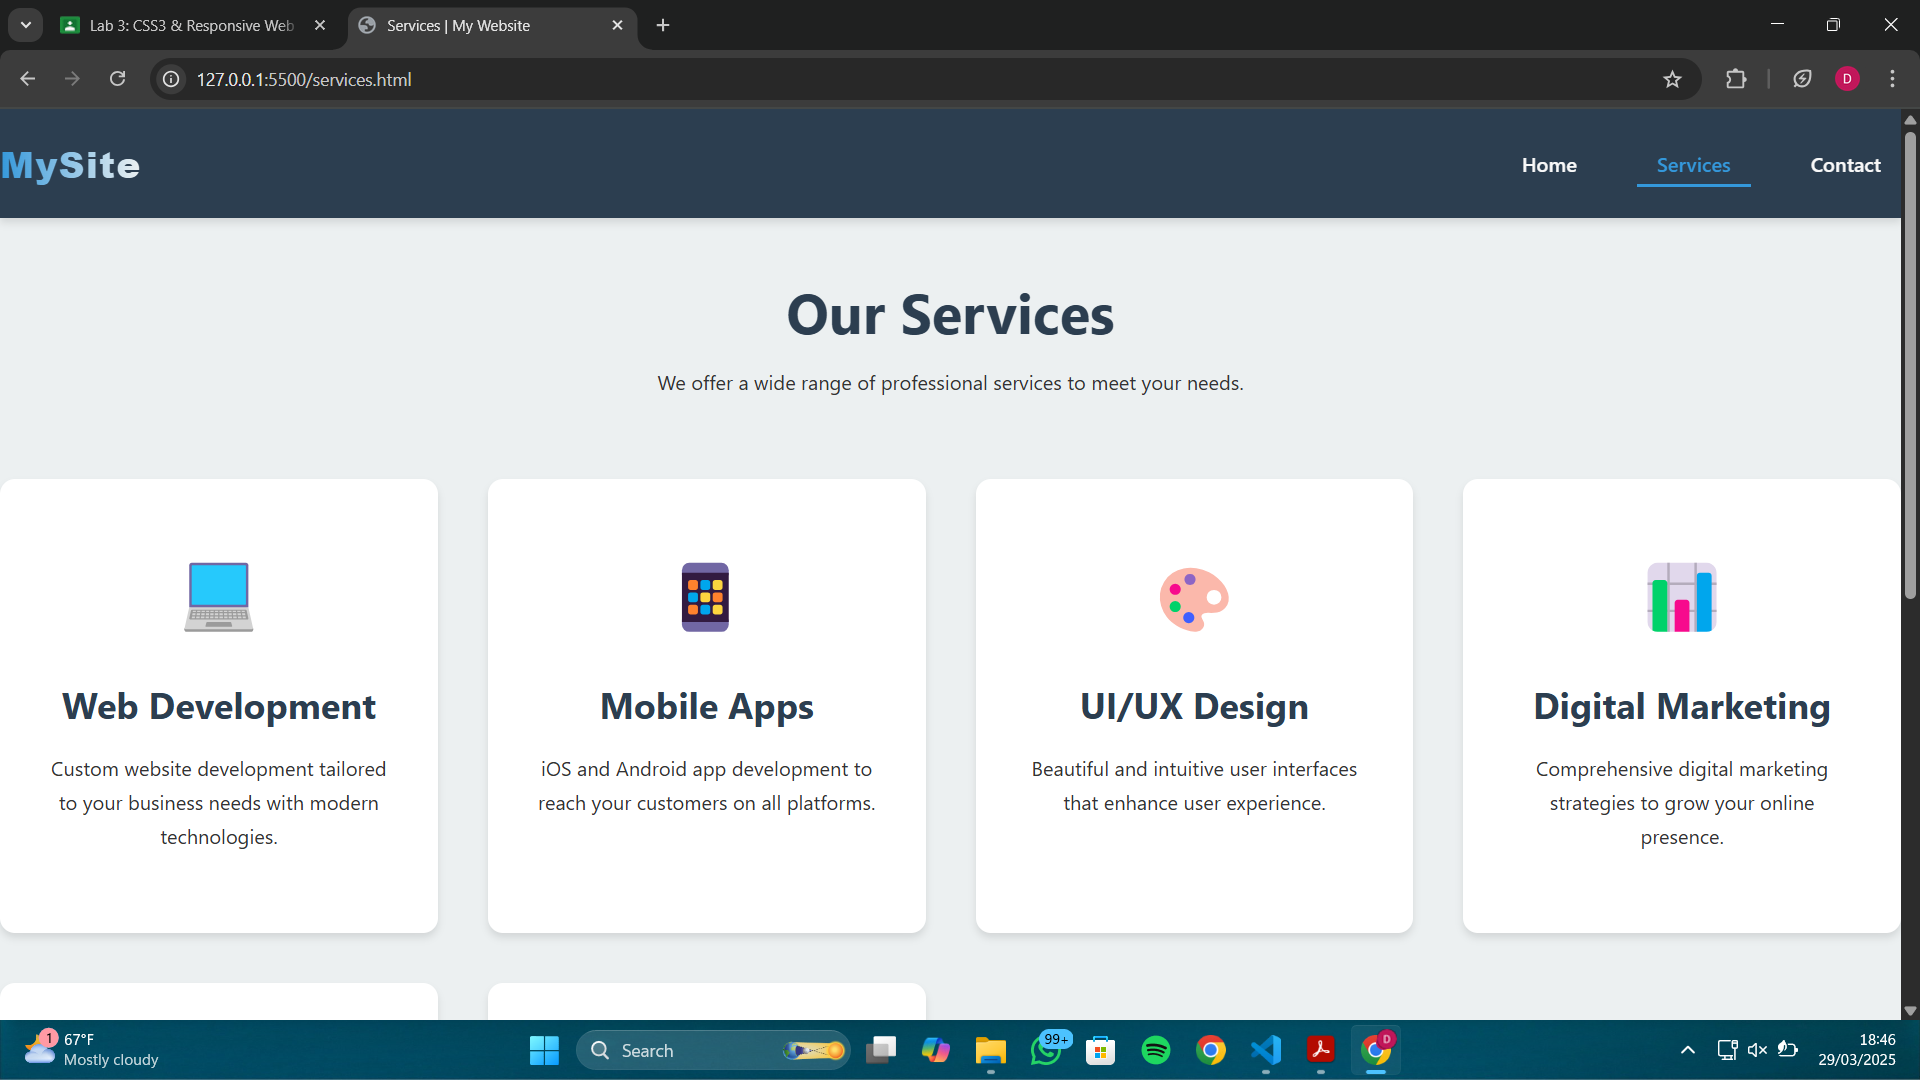 Lab 3: CSS3 & Responsive Web
Services | My Website
127.0.0.1:5500/services.html
D
MySite
Home
Services
Contact
Our Services
We offer a wide range of professional services to meet your needs.
Web Development
Custom website development tailored
to your business needs with modern
technologies.
Mobile Apps
iOS and Android app development to
reach your customers on all platforms.
UI/UX Design
Beautiful and intuitive user interfaces
that enhance user experience.
Digital Marketing
Comprehensive digital marketing
strategies to grow your online
presence.
1
67°F
Mostly cloudy
Search
99+
D
18:46
29/03/2025